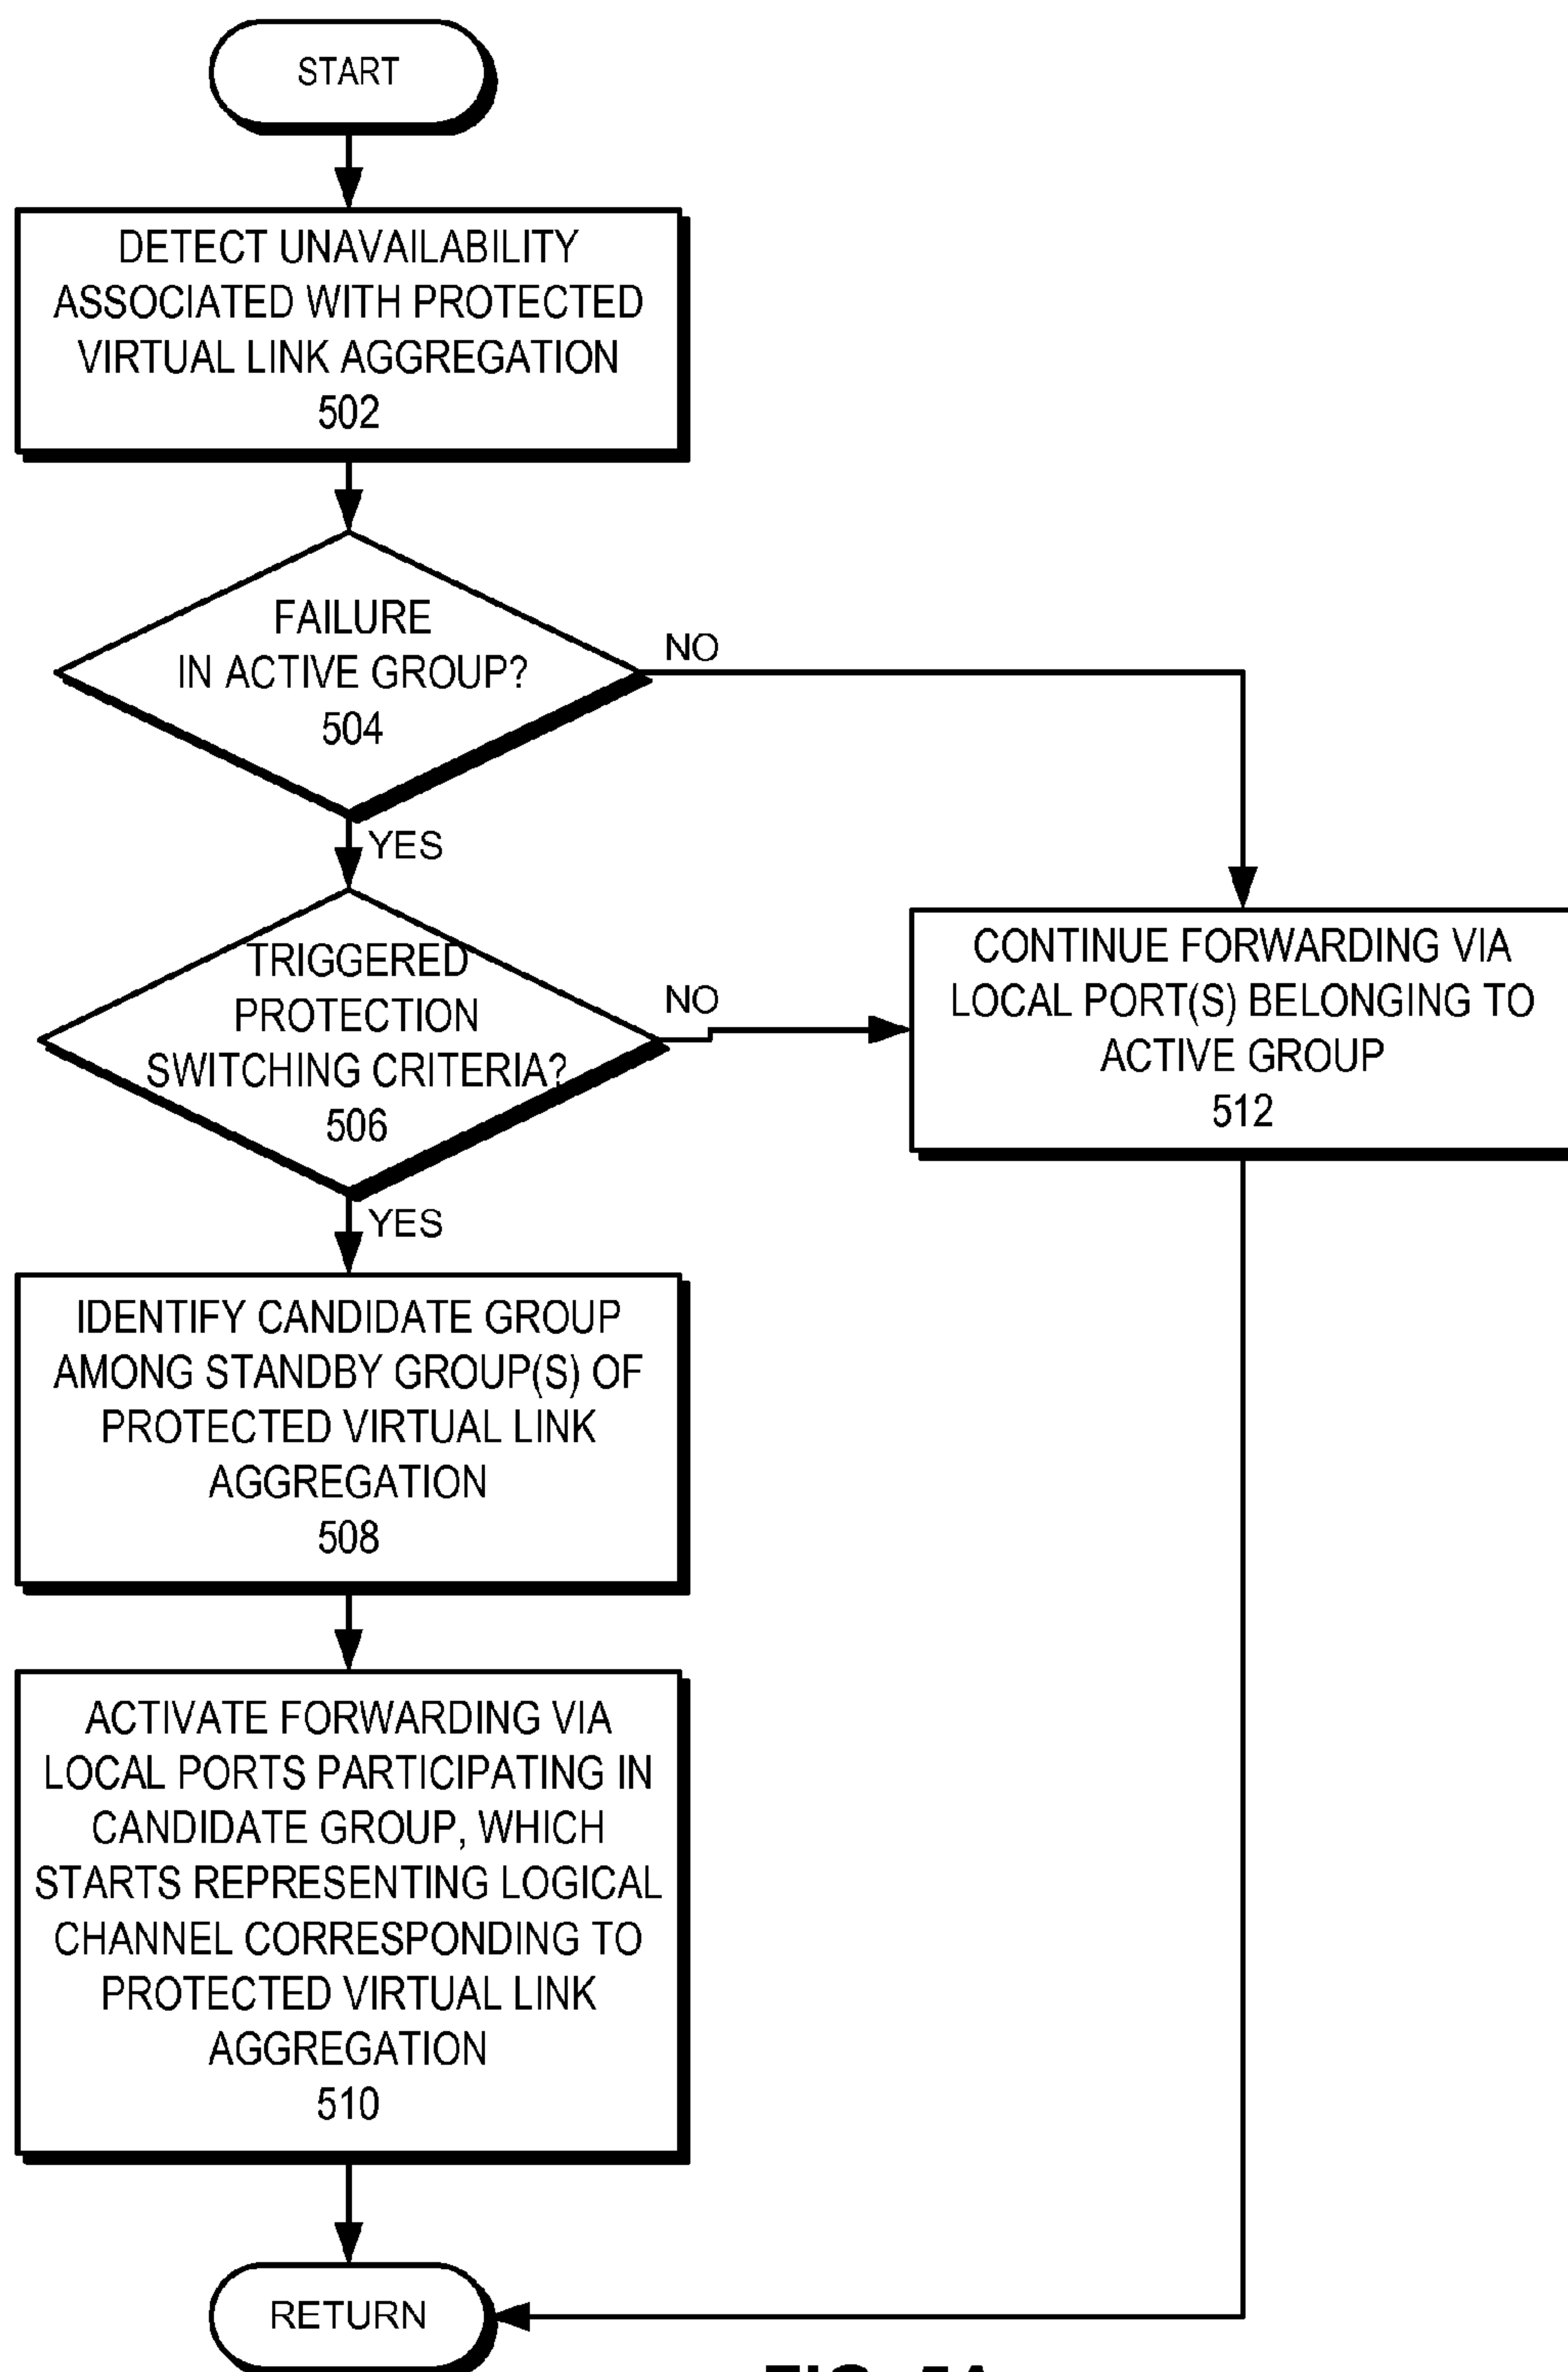 START
DETECT UNAVAILABILITY
ASSOCIATED WITH PROTECTED
VIRTUAL LINK AGGREGATION
502
FAILURE
IN ACTIVE GROUP?
504
NO
YES
TRIGGERED
PROTECTION
SWITCHING CRITERIA?
506
NO
YES
CONTINUE FORWARDING VIA
LOCAL PORT(S) BELONGING TO
ACTIVE GROUP
512
IDENTIFY CANDIDATE GROUP
AMONG STANDBY GROUP(S) OF
PROTECTED VIRTUAL LINK
AGGREGATION
508
ACTIVATE FORWARDING VIA
LOCAL PORTS PARTICIPATING IN
CANDIDATE GROUP, WHICH
STARTS REPRESENTING LOGICAL
CHANNEL CORRESPONDING TO
PROTECTED VIRTUAL LINK
AGGREGATION
510
RETURN